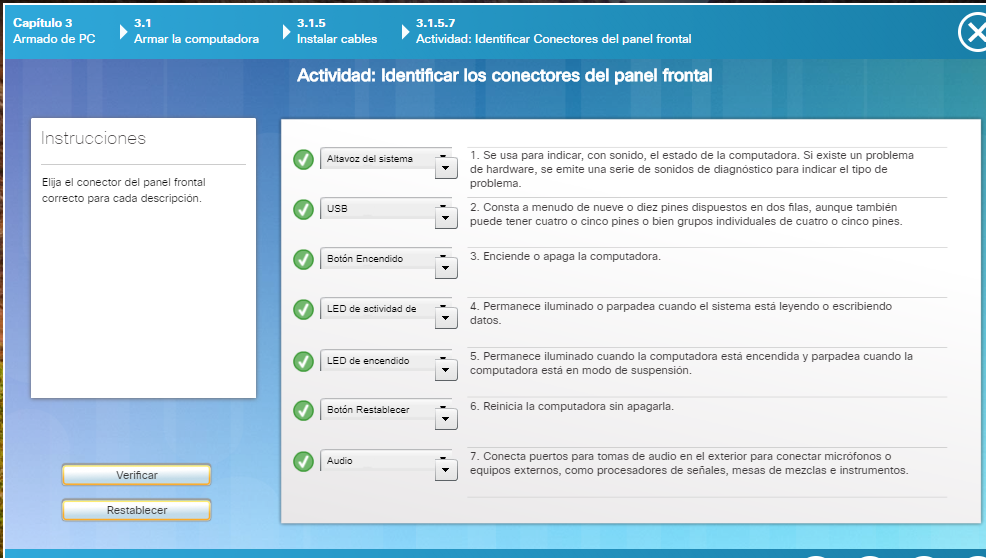 Capítulo 3
Armado de PC
3.1
Armar la computadora
3.1.5
Instalar cables
3.1.5.7
Actividad: Identificar Conectores del panel frontal
Actividad: Identificar los conectores del panel frontal
Instrucciones
Elija el conector del panel frontal
correcto para cada descripción.
Altavoz del sistema
1. Se usa para indicar, con sonido, el estado de la computadora. Si existe un problema
de hardware, se emite una serie de sonidos de diagnóstico para indicar el tipo de
problema.
USB
2. Consta a menudo de nueve o diez pines dispuestos en dos filas, aunque también
puede tener cuatro o cinco pines o bien grupos individuales de cuatro o cinco pines.
Botón Encendido
3. Enciende o apaga la computadora.
LED de actividad de
4. Permanece iluminado o parpadea cuando el sistema está leyendo o escribiendo
datos.
LED de encendido
5. Permanece iluminado cuando la computadora está encendida y parpadea cuando la
computadora está en modo de suspensión.
Botón Restablecer
6. Reinicia la computadora sin apagarla.
Audio
7. Conecta puertos para tomas de audio en el exterior para conectar micrófonos o
equipos externos, como procesadores de señales, mesas de mezclas e instrumentos.
Verificar
Restablecer